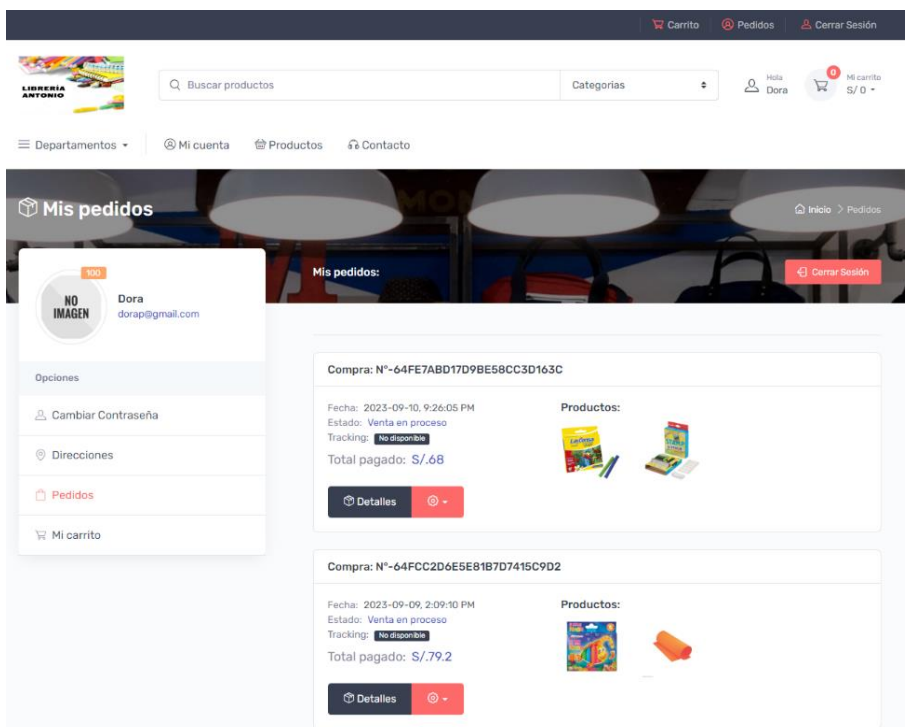 Carrito
Pedidos
Cerrar Sesión
LIBRERÍA
ANTONIO
Buscar productos
Categorias
Hola
Dora
0
Mi carrito
S/ 0
Departamentos
Mi cuenta
Productos
Contacto
Mis pedidos
Inicio > Pedidos
100
NO
IMAGEN
Dora
dorap@gmail.com
Opciones
Cambiar Contraseña
Direcciones
Pedidos
Mi carrito
Mis pedidos:
Cerrar Sesión
Compra: N°-64FE7ABD17D9BE58CC3D163C
Fecha: 2023-09-10, 9:26:05 PM
Estado: Venta en proceso
Tracking: No disponible
Total pagado: S/.68
Detalles
Productos:
Compra: N°-64FCC2D6E5E81B7D7415C9D2
Fecha: 2023-09-09, 2:09:10 PM
Estado: Venta en proceso
Tracking: No disponible
Total pagado: S/.79.2
Detalles
Productos: